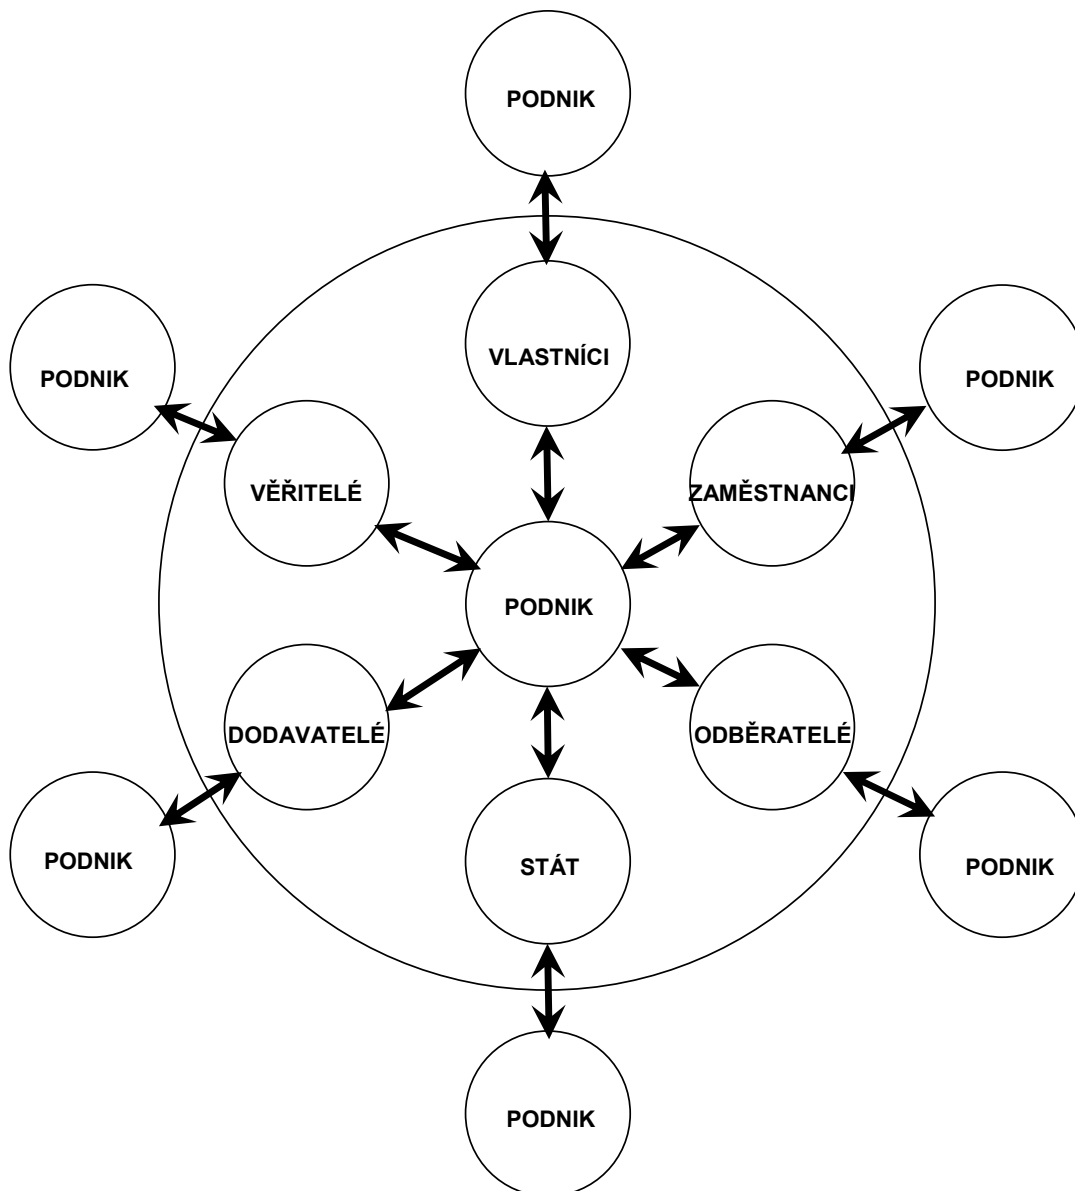 PODNIK
VLASTNÍCI
PODNIK
PODNIK
VĚŘITELÉ
ZAMĚSTNANCI
PODNIK
DODAVATELÉ
ODBĚRATELÉ
PODNIK
STÁT
PODNIK
PODNIK